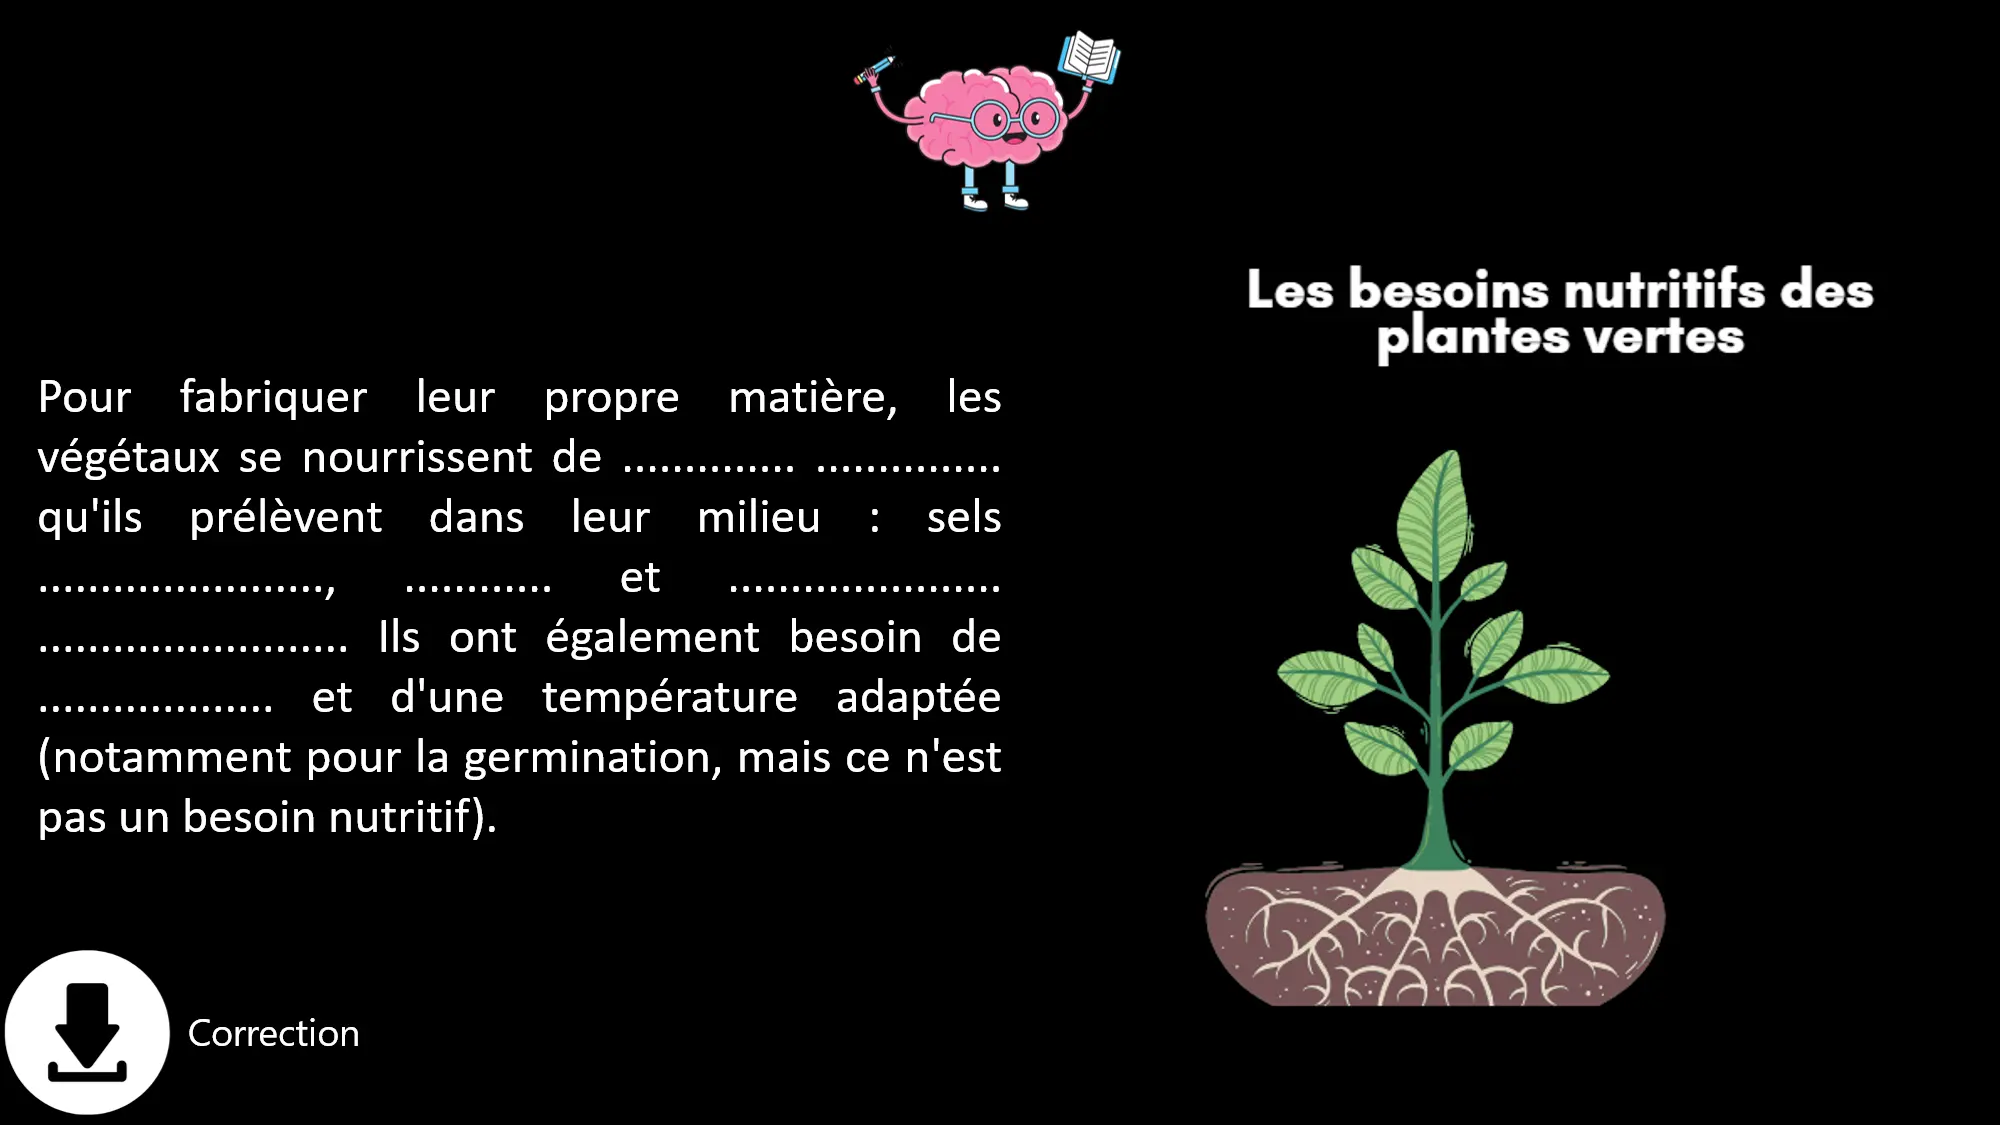 Les besoins nutritifs des
plantes vertes
Pour fabriquer leur propre matière, les
végétaux se nourrissent de .............. ...............
qu'ils prélèvent dans leur milieu : sels
......................., ............ et ......................
......................... Ils ont également besoin de
................... et d'une température adaptée
(notamment pour la germination, mais ce n'est
pas un besoin nutritif).
Correction